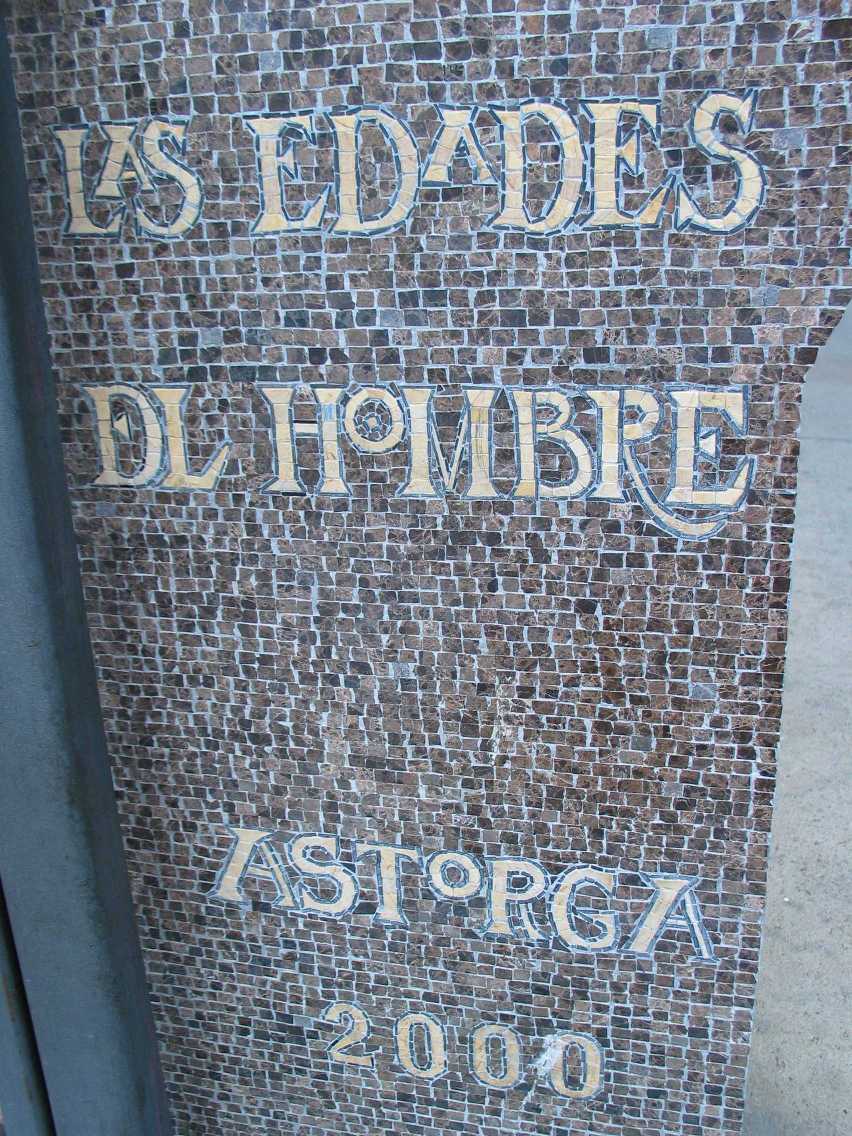 LAS EDADES
DEL HOMBRE
ASTORGA
2000